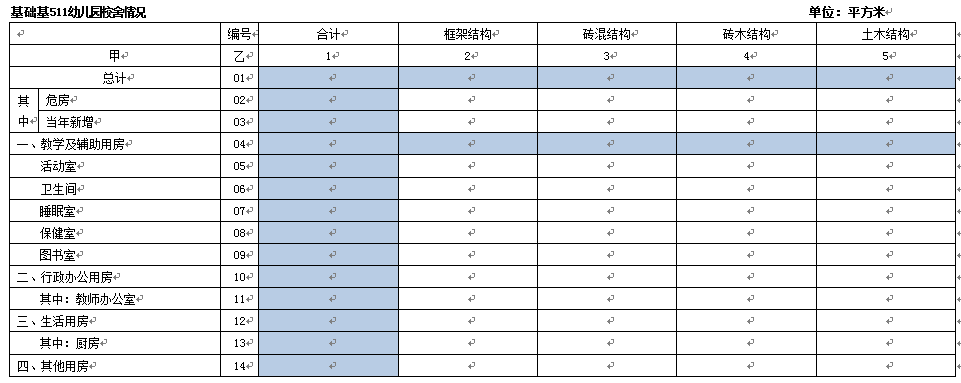 基础基511幼儿园校舍情况 单位：平方米
编号 合计 框架结构 砖混结构 砖木结构 土木结构
甲 乙 1 2 3 4 5
总计 01
其中 危房 02
当年新增 03
一、教学及辅助用房 04
活动室 05
卫生间 06
睡眠室 07
保健室 08
图书室 09
二、行政办公用房 10
其中：教师办公室 11
三、生活用房 12
其中：厨房 13
四、其他用房 14